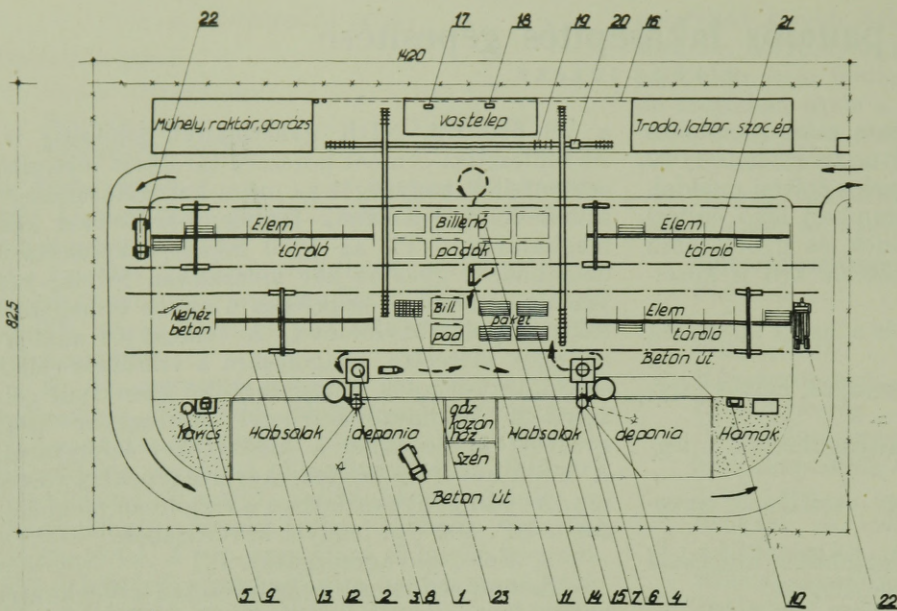 22 17 18 19 20 16 21
1420
82.5
Műhely, raktár, garázs
vastelep
Iroda, labor, szoc. ép
Elem
tároló
Billenő
padok
Elem
tároló
Nehéz
beton
Bill.
pad
paket
Elem
tároló
Beton út.
Kavics
Habsalak depónia
gáz
kazán
ház
Szén
Habsalak depónia
Homok
Beton út
5 9 13 12 2 3 8 1 23 11 14 15 7 6 4 10 22